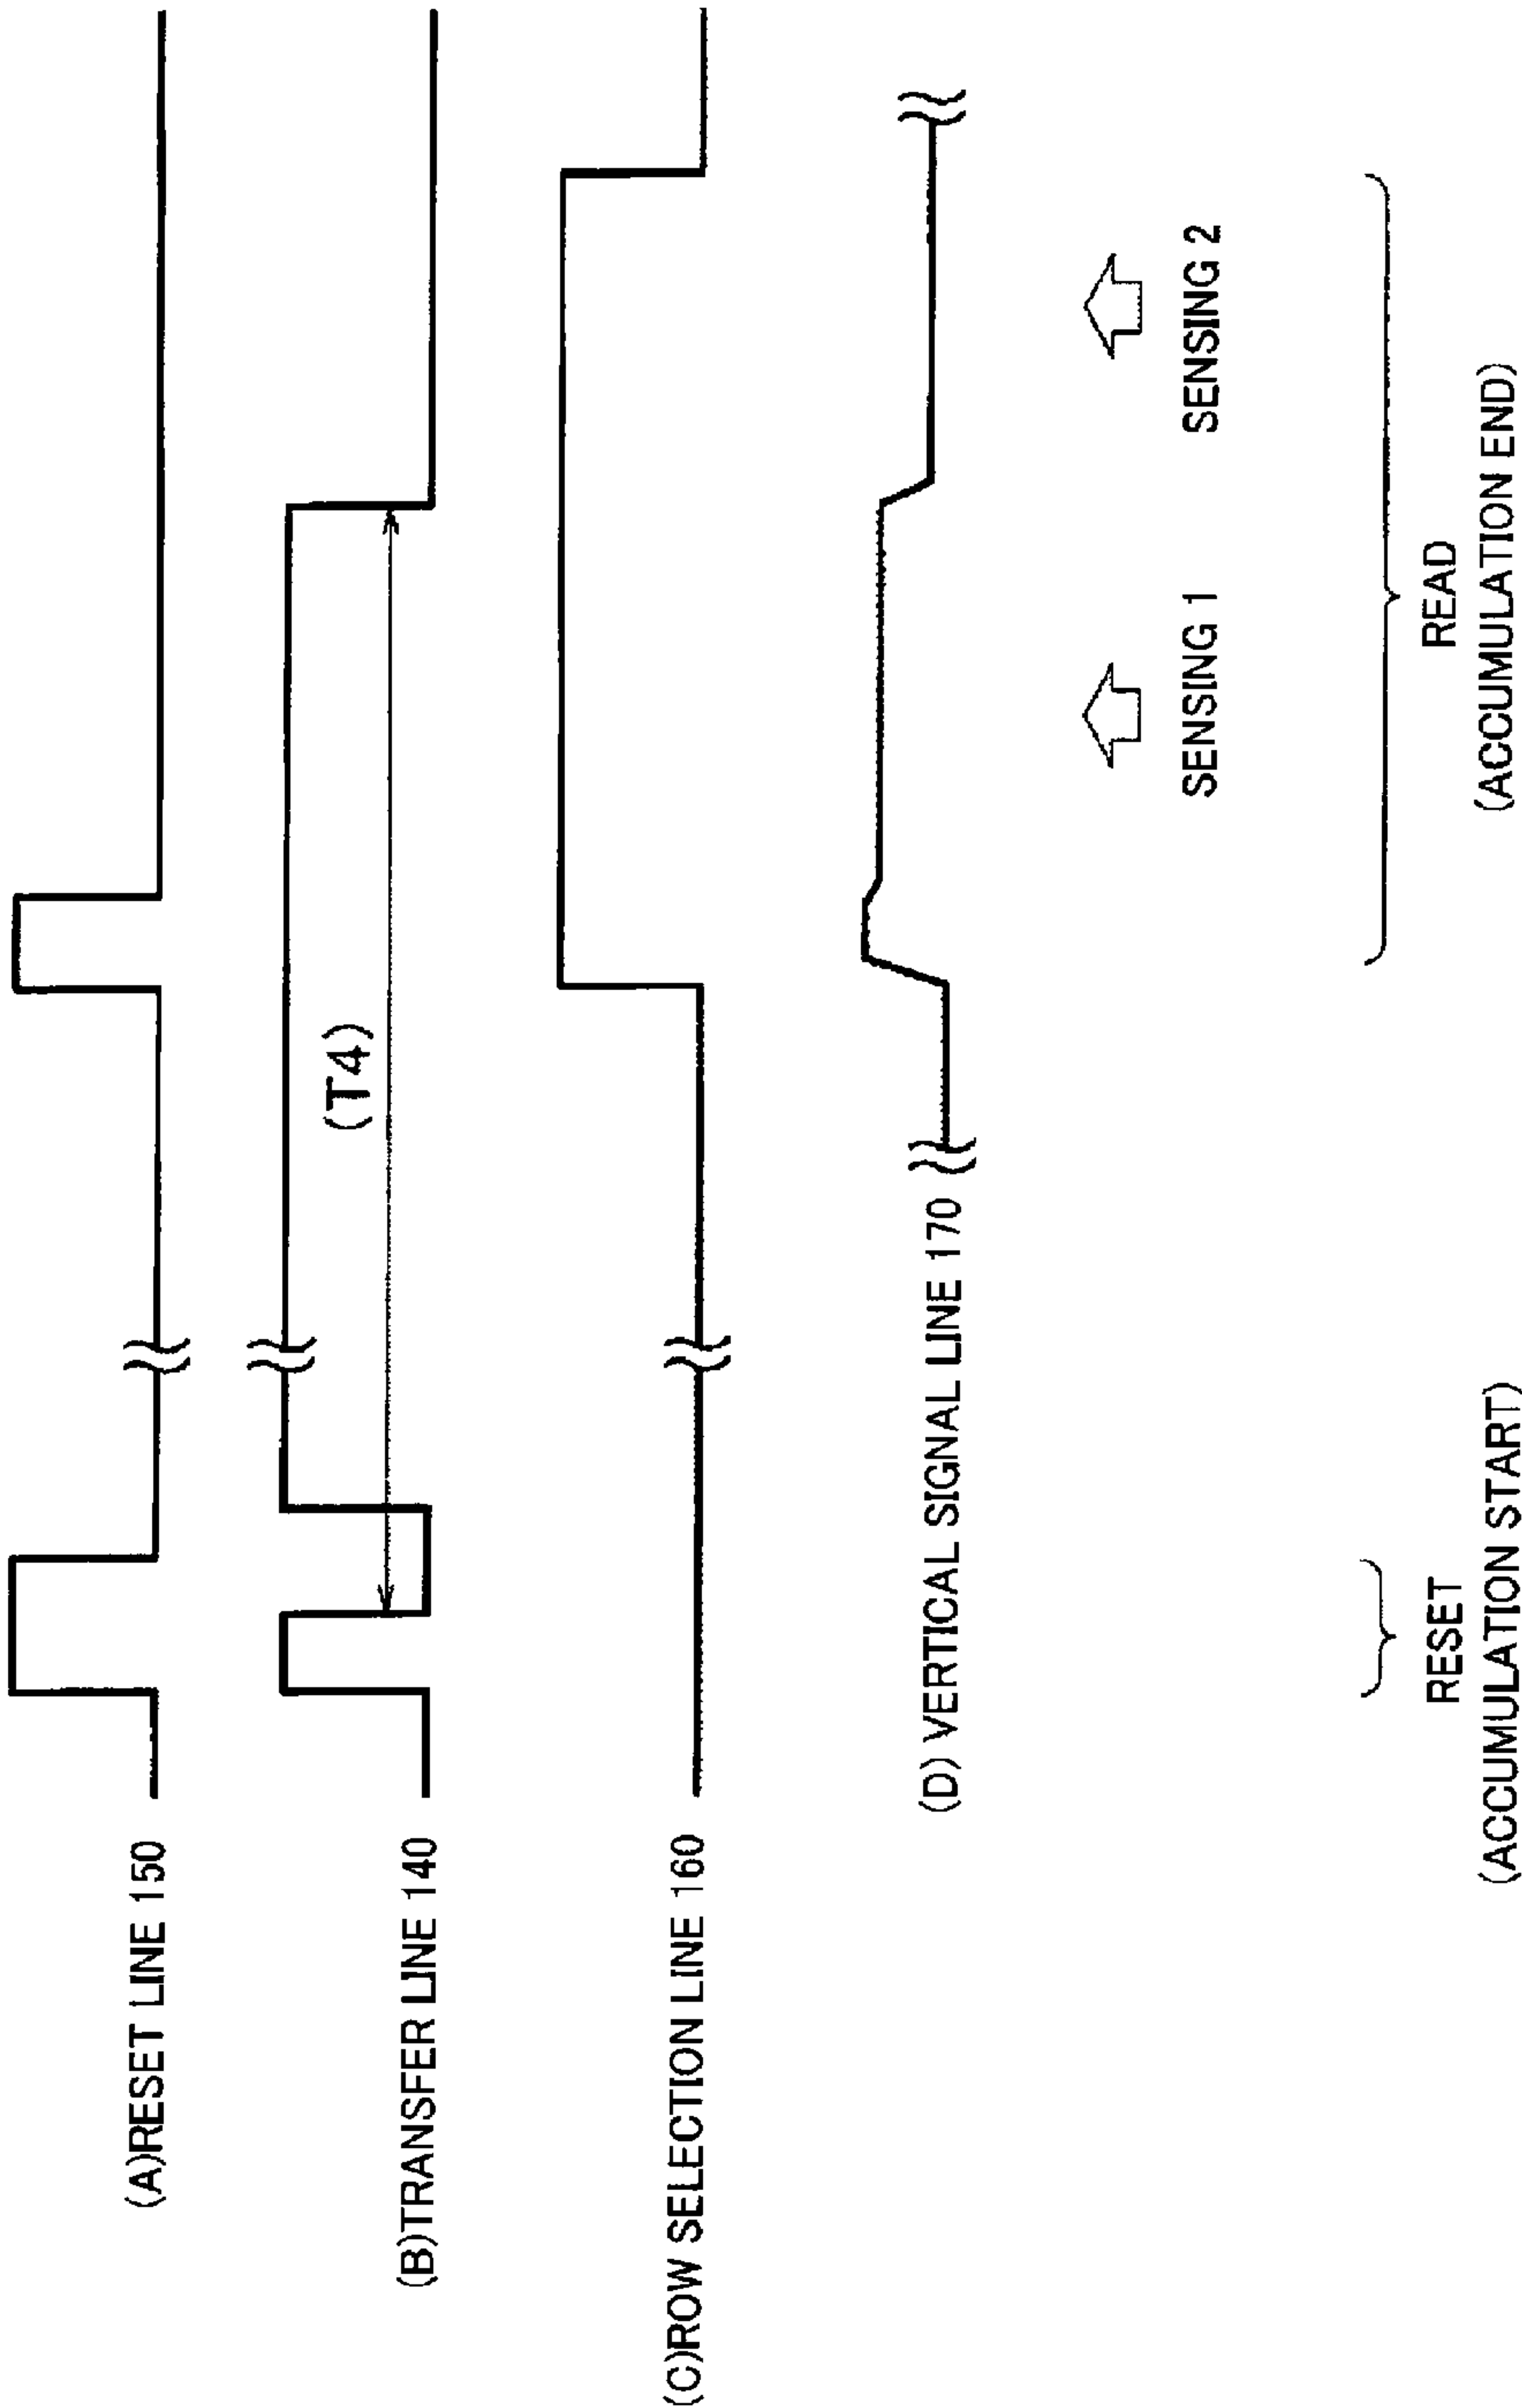 (A)RESET LINE 150
(B)TRANSFER LINE 140
(T4)
(C)ROW SELECTION LINE 160
(D) VERTICAL SIGNAL LINE 170
SENSING 1
SENSING 2
RESET
(ACCUMULATION START)
READ
(ACCUMULATION END)